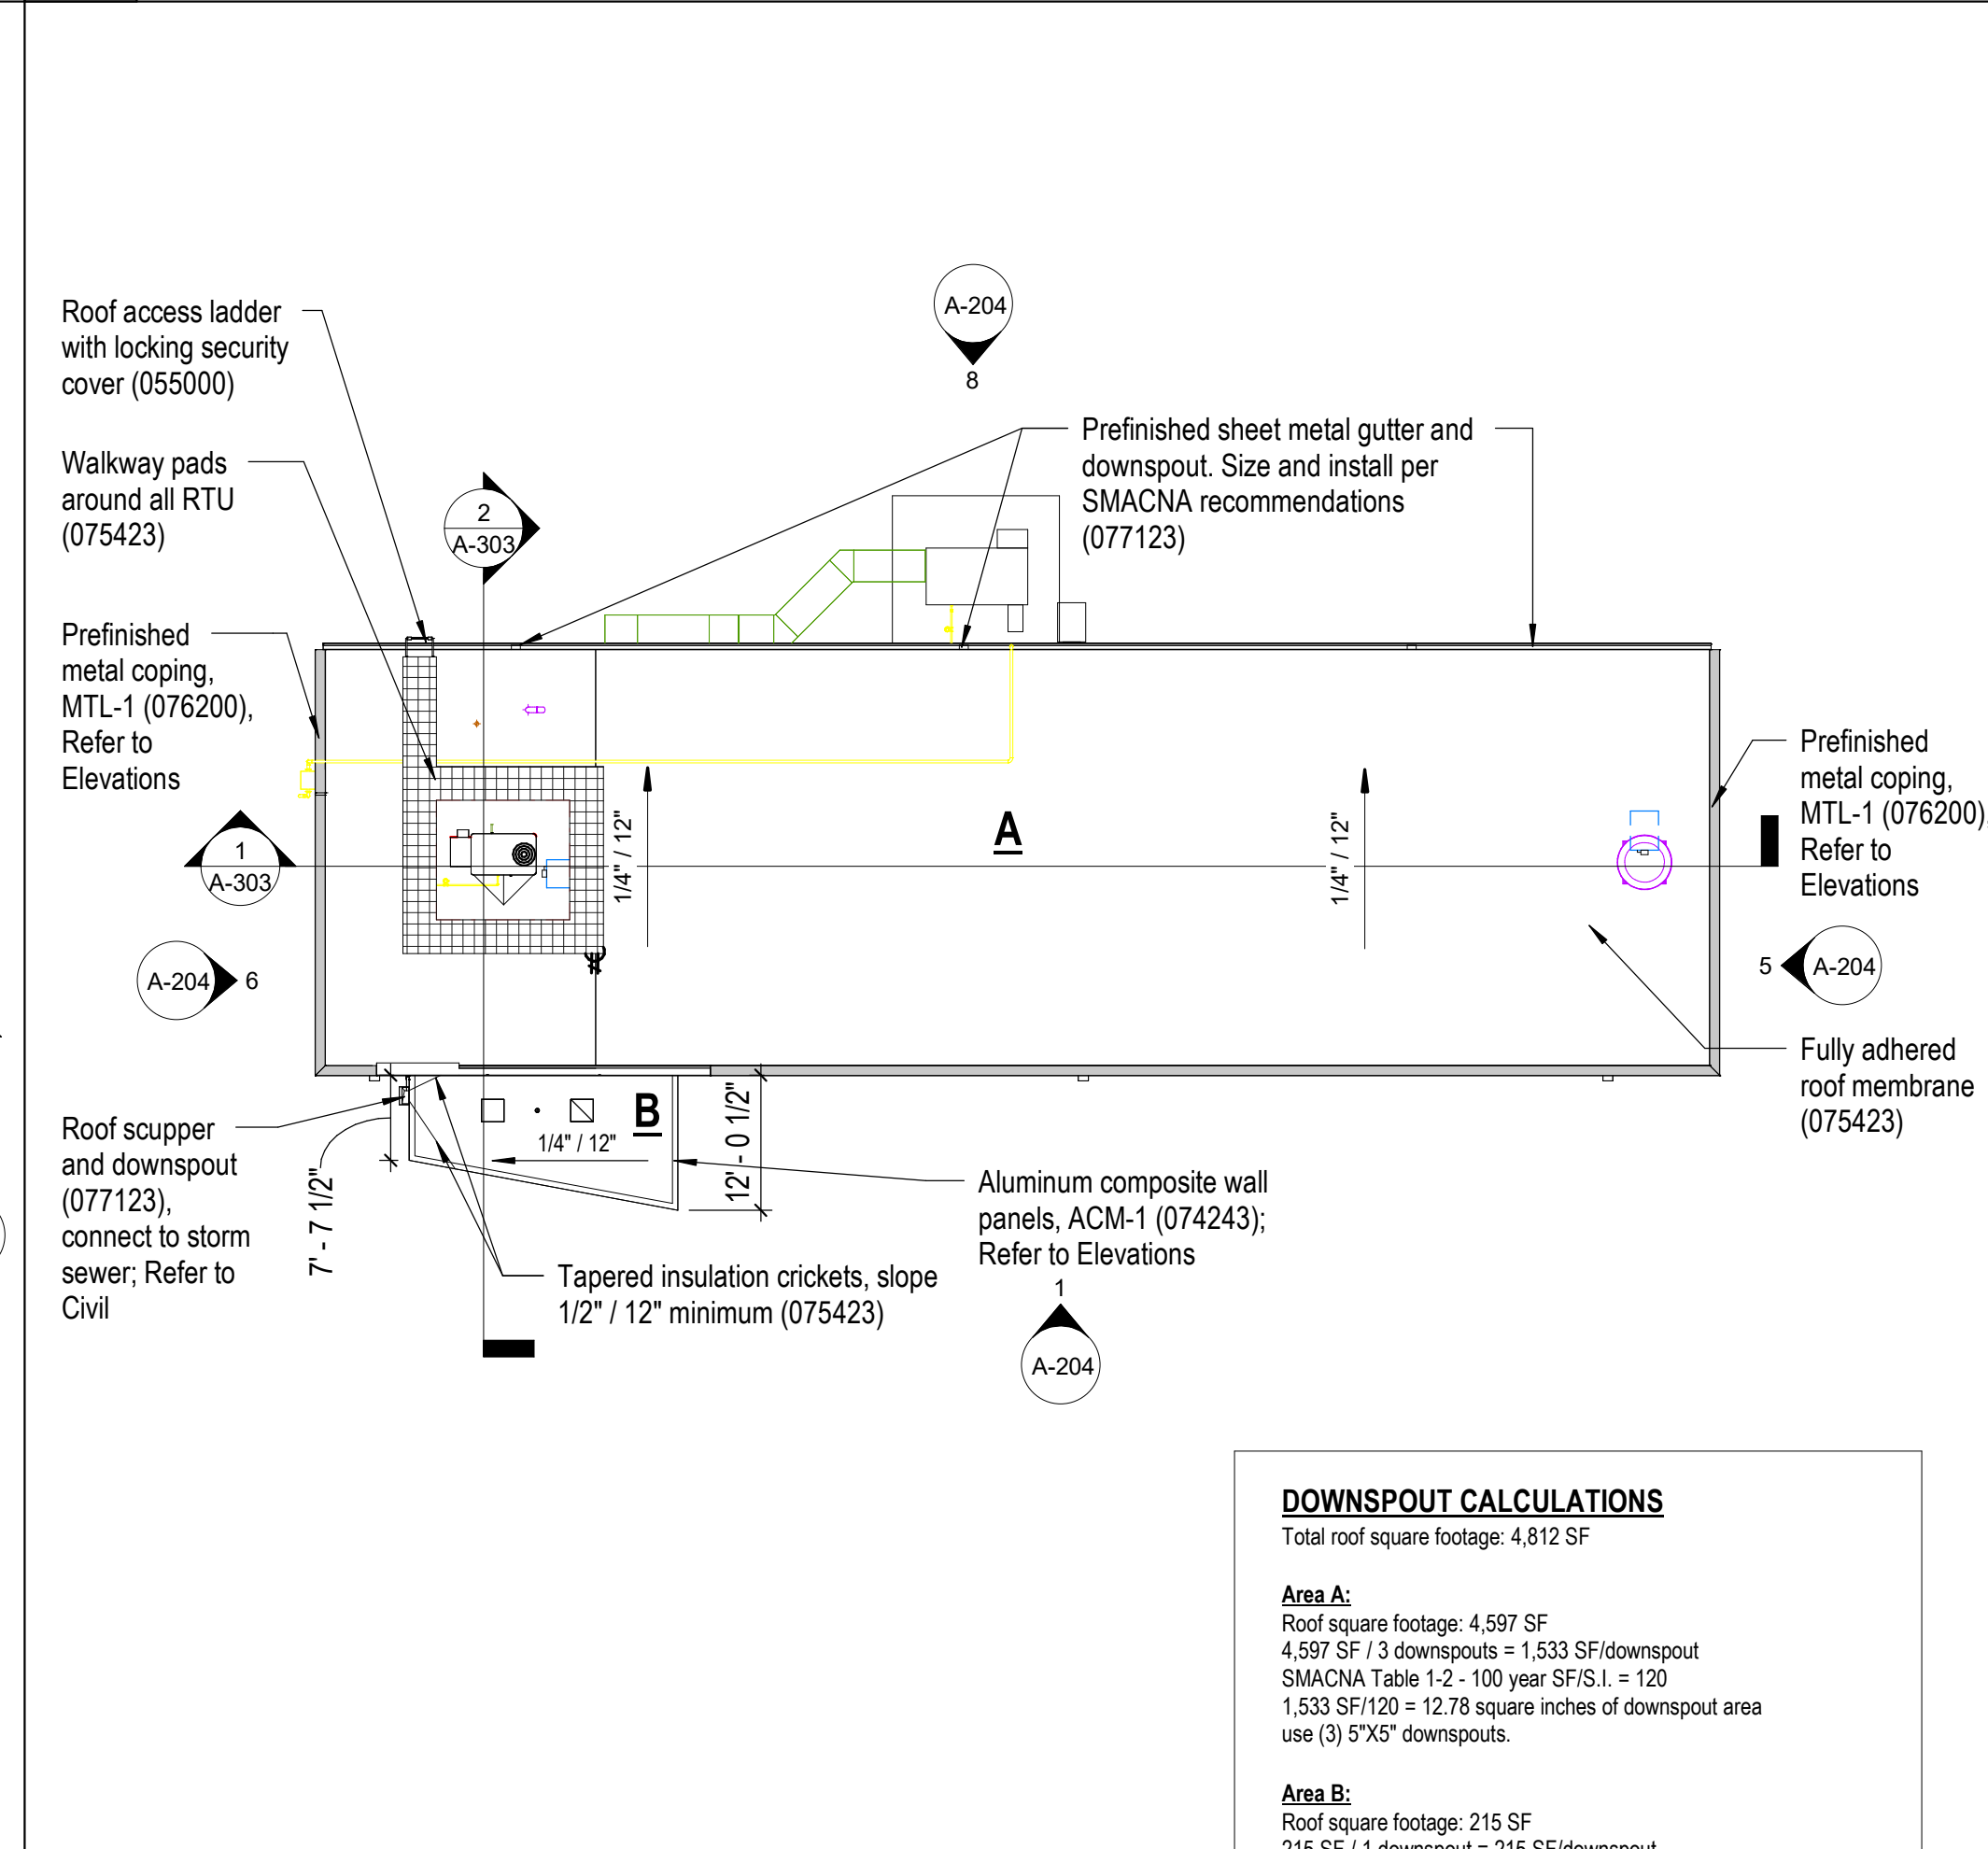 Roof access ladder
with locking security
cover (055000)
Walkway pads
around all RTU
(075423)
Prefinished
metal coping,
MTL-1 (076200),
Refer to
Elevations
A-204
8
Prefinished sheet metal gutter and
downspout. Size and install per
SMACNA recommendations
(077123)
2
A-303
1
A-303
A-204
6
1/4" / 12"
A
1/4" / 12"
Prefinished
metal coping,
MTL-1 (076200)
Refer to
Elevations
5
A-204
Fully adhered
roof membrane
(075423)
Roof scupper
and downspout
(077123),
connect to storm
sewer; Refer to
Civil
7' - 7 1/2"
B
1/4" / 12"
12' - 0 1/2"
Aluminum composite wall
panels, ACM-1 (074243);
Refer to Elevations
Tapered insulation crickets, slope
1/2" / 12" minimum (075423)
1
A-204
DOWNSPOUT CALCULATIONS
Total roof square footage: 4,812 SF
Area A:
Roof square footage: 4,597 SF
4,597 SF / 3 downspouts = 1,533 SF/downspout
SMACNA Table 1-2 - 100 year SF/S.I. = 120
1,533 SF/120 = 12.78 square inches of downspout area
use (3) 5"X5" downspouts.
Area B:
Roof square footage: 215 SF
215 SF / 1 downspout = 215 SF/downspout